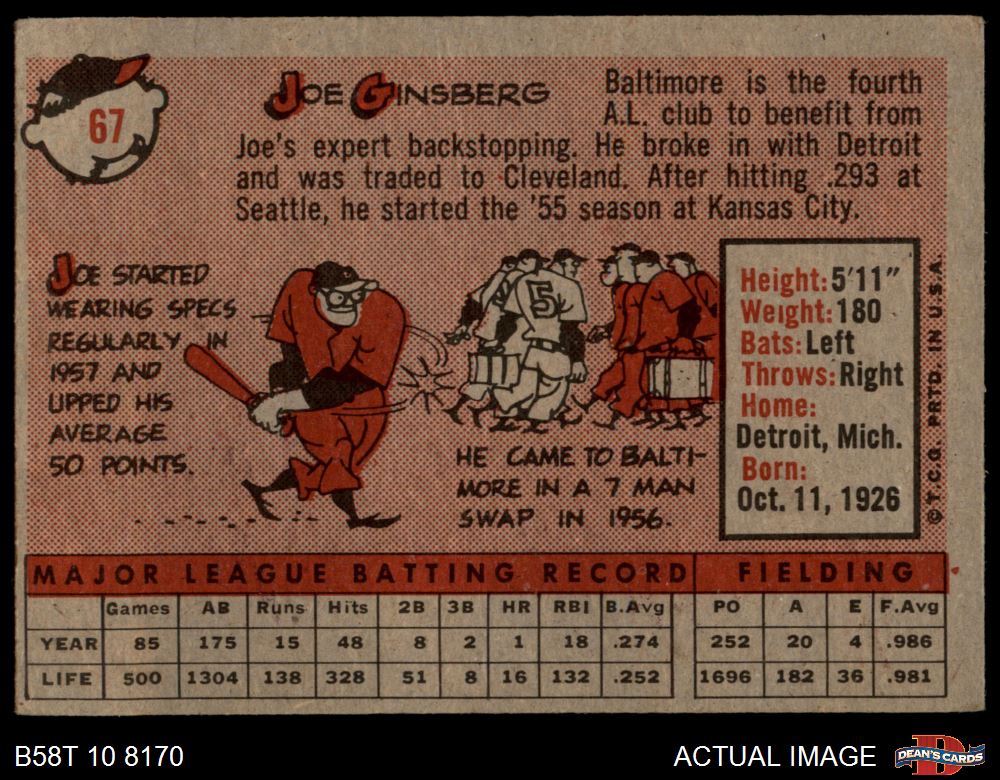 67
JOE GINSBERG
Baltimore is the fourth
A.L. club to benefit from
Joe's expert backstopping. He broke in with Detroit
and was traded to Cleveland. After hitting .293 at
Seattle, he started the '55 season at Kansas City.
JOE STARTED
WEARING SPECS
REGULARLY IN
1957 AND
UPPED HIS
AVERAGE
50 POINTS.
5
HE CAME TO BALTI-
MORE IN A 7 MAN
SWAP IN 1956.
Height: 5'11"
Weight: 180
Bats: Left
Throws: Right
Home:
Detroit, Mich.
Born:
Oct. 11, 1926
© T.C.G. PRTD. IN U.S.A.
MAJOR LEAGUE BATTING RECORD FIELDING
Games AB Runs Hits 2B 3B HR RBI B.Avg PO A E F.Avg
YEAR 85 175 15 48 8 2 1 18 .274 252 20 4 .986
LIFE 500 1304 138 328 51 8 16 132 .252 1696 182 36 .981
B58T 10 8170
ACTUAL IMAGE
DEAN'S CARDS